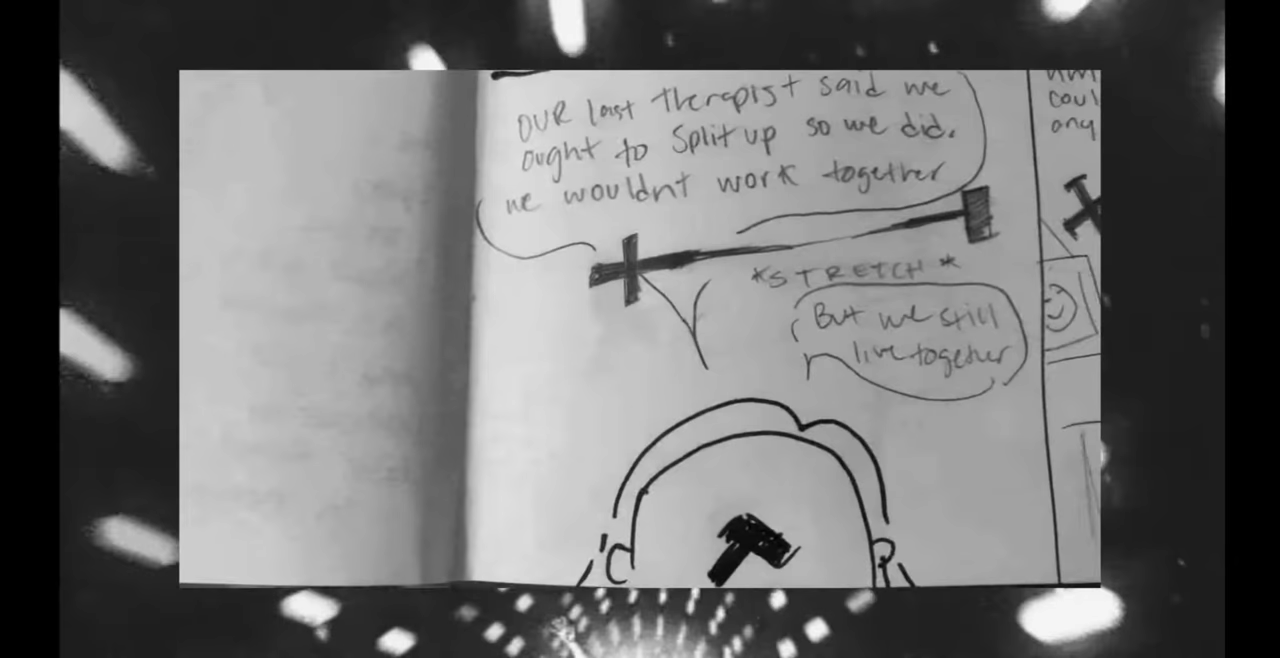 OUR last therapist said we
ought to split up so we did.
we wouldnt work together
*STRETCH*
But we still
live together